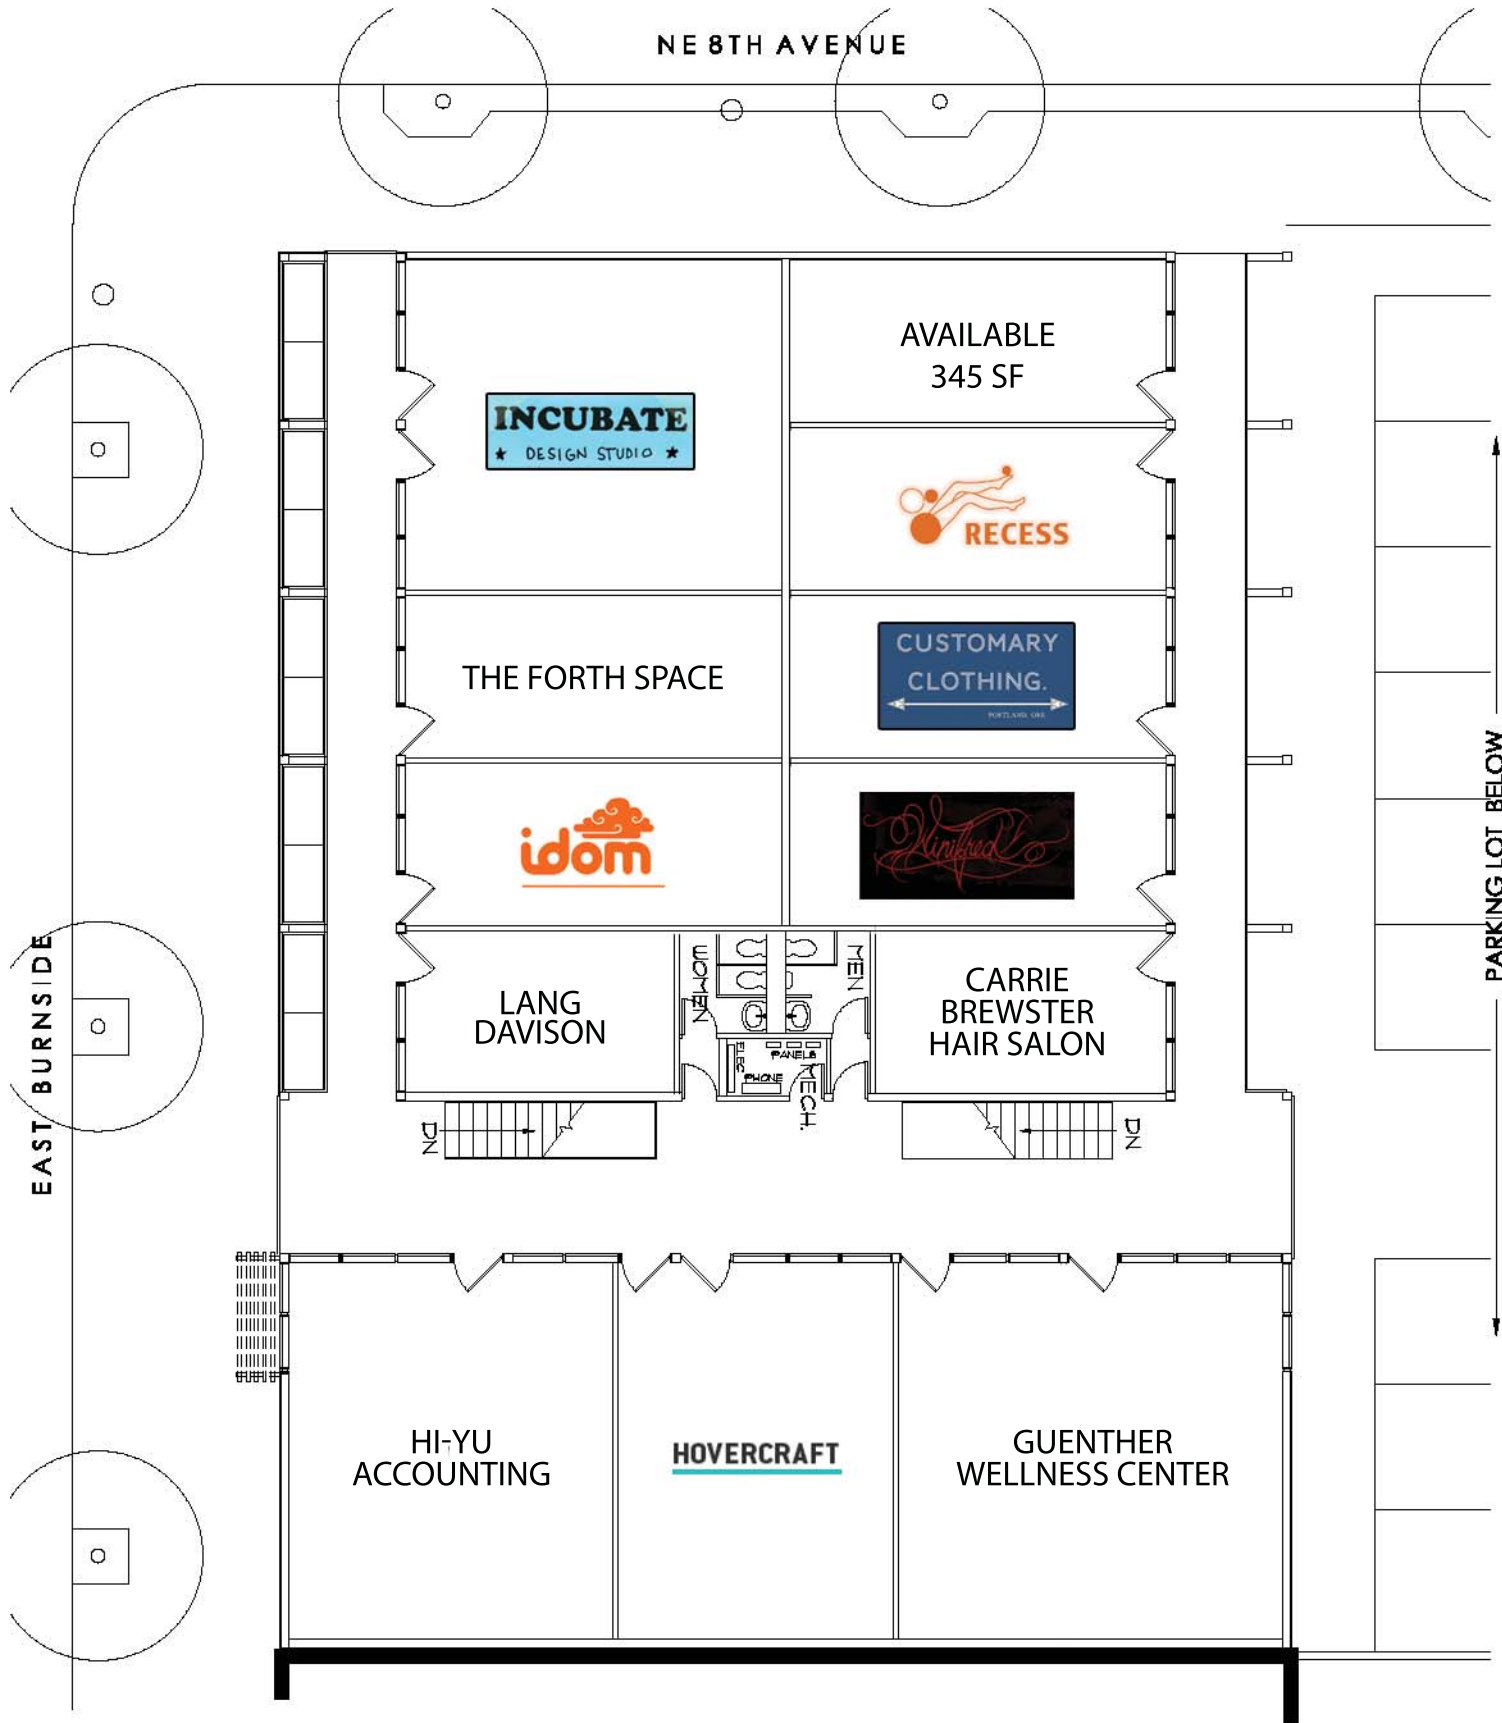 NE 8TH AVENUE
AVAILABLE
345 SF
INCUBATE
DESIGN STUDIO
RECESS
THE FORTH SPACE
CUSTOMARY
CLOTHING.
PORTLAND, ORE
idom
Winifred
PARKING LOT BELOW
EAST BURNSIDE
LANG
DAVISON
WOMEN
MEN
CARRIE
BREWSTER
HAIR SALON
ELEC
PANELS
PHONE
MECH.
DN
DN
HI-YU
ACCOUNTING
HOVERCRAFT
GUENTHER
WELLNESS CENTER